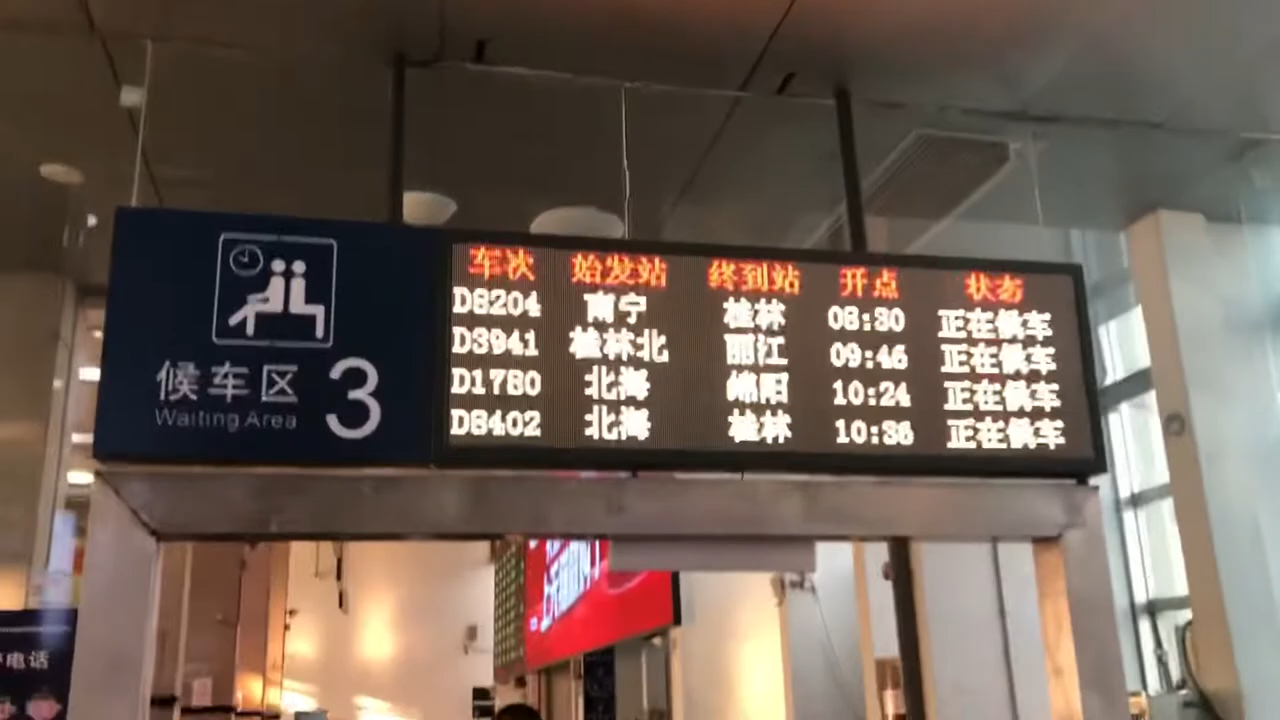 候车区 3
Waiting Area
车次 始发站 终到站 开点 状态
D8204 南宁 桂林 08:30 正在候车
D3941 桂林北 丽江 09:46 正在候车
D1780 北海 绵阳 10:24 正在候车
D8402 北海 桂林 10:36 正在候车
电话